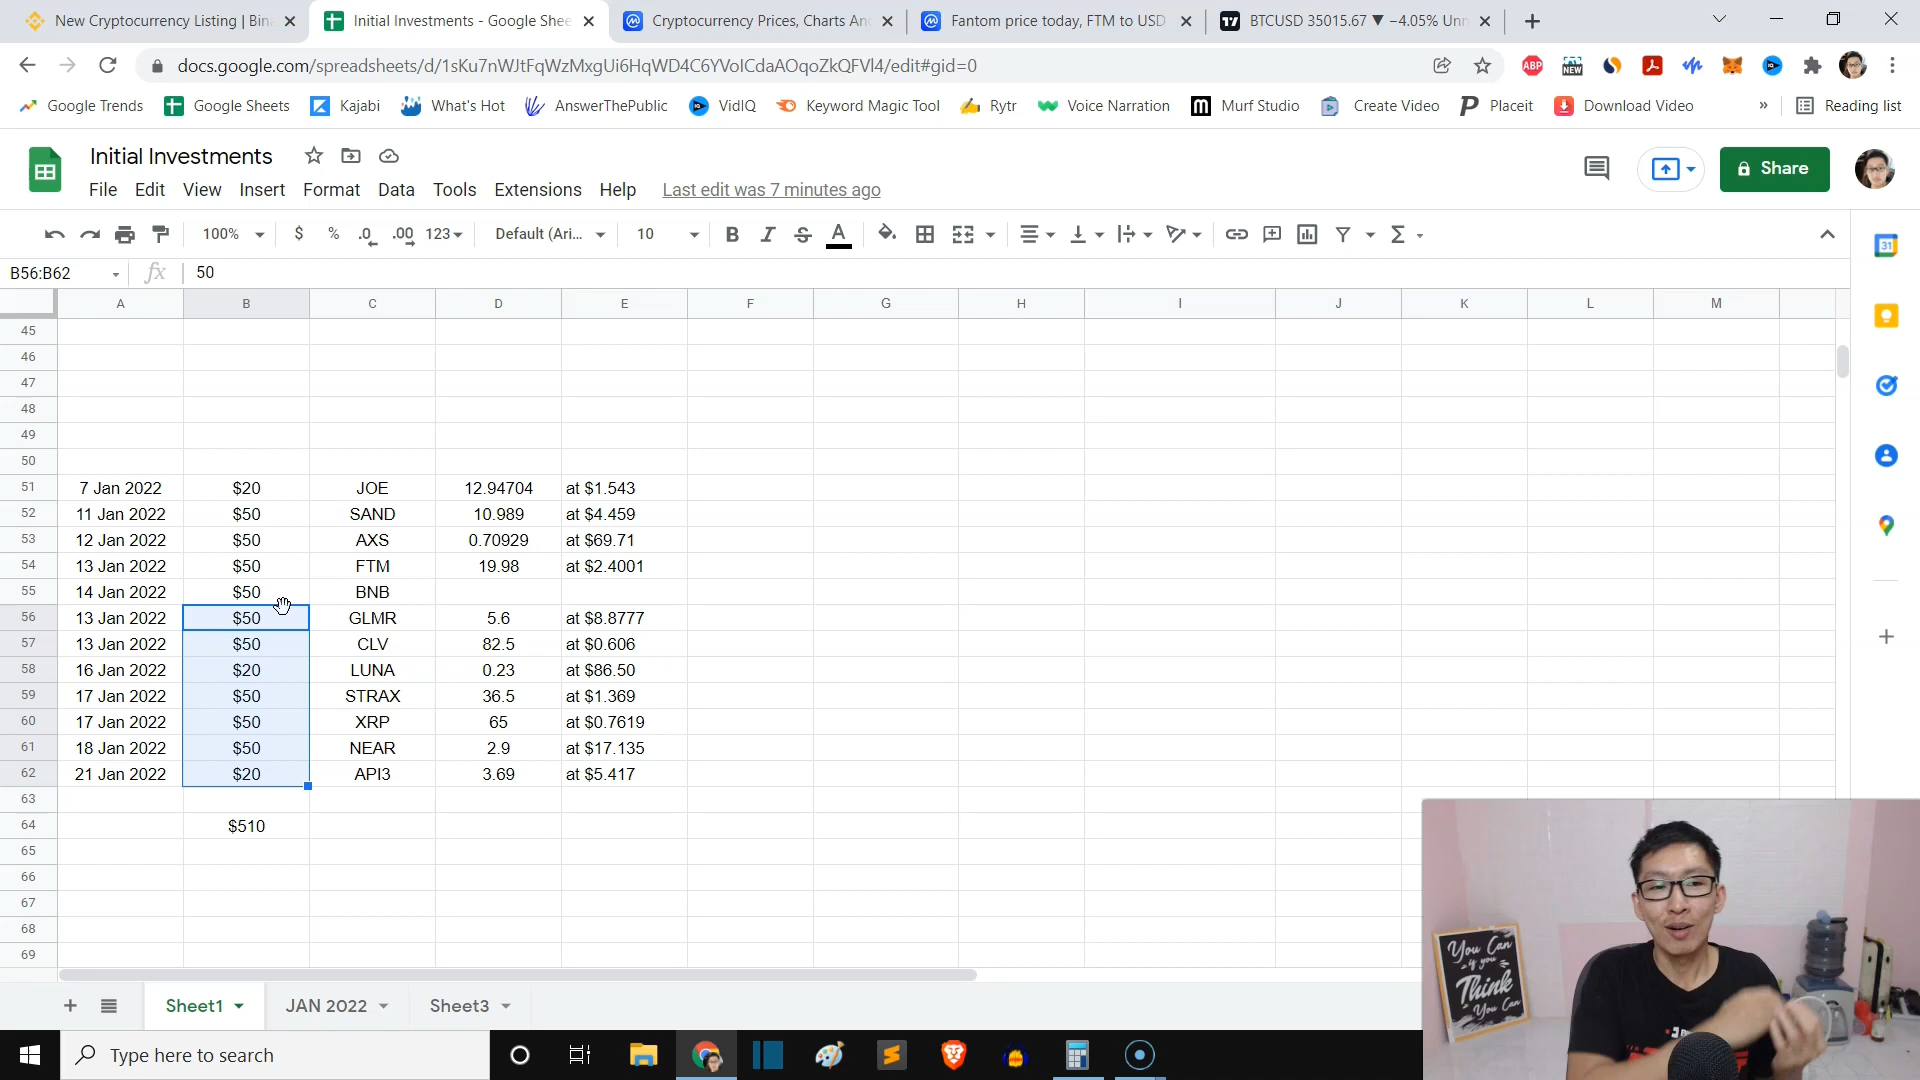 New Cryptocurrency Listing | Bin
Initial Investments - Google Shee
Cryptocurrency Prices, Charts An
Fantom price today, FTM to USD
BTCUSD 35015.67 ▼ −4.05% Unn
docs.google.com/spreadsheets/d/1sKu7nWJtFqWzMxgUi6HqWD4C6YVoICdaAOqoZkQFVl4/edit#gid=0
Google Trends
Google Sheets
Kajabi
What's Hot
AnswerThePublic
VidIQ
Keyword Magic Tool
Rytr
Voice Narration
Murf Studio
Create Video
Placeit
Download Video
»
Reading list
Initial Investments
File Edit View Insert Format Data Tools Extensions Help Last edit was 7 minutes ago
Share
100% $ % .0 .00 123 Default (Ari... 10 B I S A
B56:B62 fx 50
A B C D E F G H I J K L M
45
46
47
48
49
50
51 7 Jan 2022 $20 JOE 12.94704 at $1.543
52 11 Jan 2022 $50 SAND 10.989 at $4.459
53 12 Jan 2022 $50 AXS 0.70929 at $69.71
54 13 Jan 2022 $50 FTM 19.98 at $2.4001
55 14 Jan 2022 $50 BNB
56 13 Jan 2022 $50 GLMR 5.6 at $8.8777
57 13 Jan 2022 $50 CLV 82.5 at $0.606
58 16 Jan 2022 $20 LUNA 0.23 at $86.50
59 17 Jan 2022 $50 STRAX 36.5 at $1.369
60 17 Jan 2022 $50 XRP 65 at $0.7619
61 18 Jan 2022 $50 NEAR 2.9 at $17.135
62 21 Jan 2022 $20 API3 3.69 at $5.417
63
64 $510
65
66
67
68
69
You Can
if you
Think
You Can
Sheet1 JAN 2022 Sheet3
Type here to search